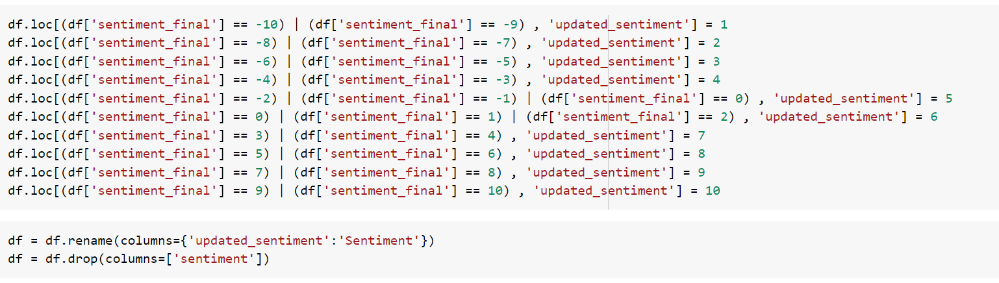 df.loc[(df['sentiment_final'] == -10) | (df['sentiment_final'] == -9) , 'updated_sentiment'] = 1
df.loc[(df['sentiment_final'] == -8) | (df['sentiment_final'] == -7) , 'updated_sentiment'] = 2
df.loc[(df['sentiment_final'] == -6) | (df['sentiment_final'] == -5) , 'updated_sentiment'] = 3
df.loc[(df['sentiment_final'] == -4) | (df['sentiment_final'] == -3) , 'updated_sentiment'] = 4
df.loc[(df['sentiment_final'] == -2) | (df['sentiment_final'] == -1) | (df['sentiment_final'] == 0) , 'updated_sentiment'] = 5
df.loc[(df['sentiment_final'] == 0) | (df['sentiment_final'] == 1) | (df['sentiment_final'] == 2) , 'updated_sentiment'] = 6
df.loc[(df['sentiment_final'] == 3) | (df['sentiment_final'] == 4) , 'updated_sentiment'] = 7
df.loc[(df['sentiment_final'] == 5) | (df['sentiment_final'] == 6) , 'updated_sentiment'] = 8
df.loc[(df['sentiment_final'] == 7) | (df['sentiment_final'] == 8) , 'updated_sentiment'] = 9
df.loc[(df['sentiment_final'] == 9) | (df['sentiment_final'] == 10) , 'updated_sentiment'] = 10
df = df.rename(columns={'updated_sentiment':'Sentiment'})
df = df.drop(columns=['sentiment'])